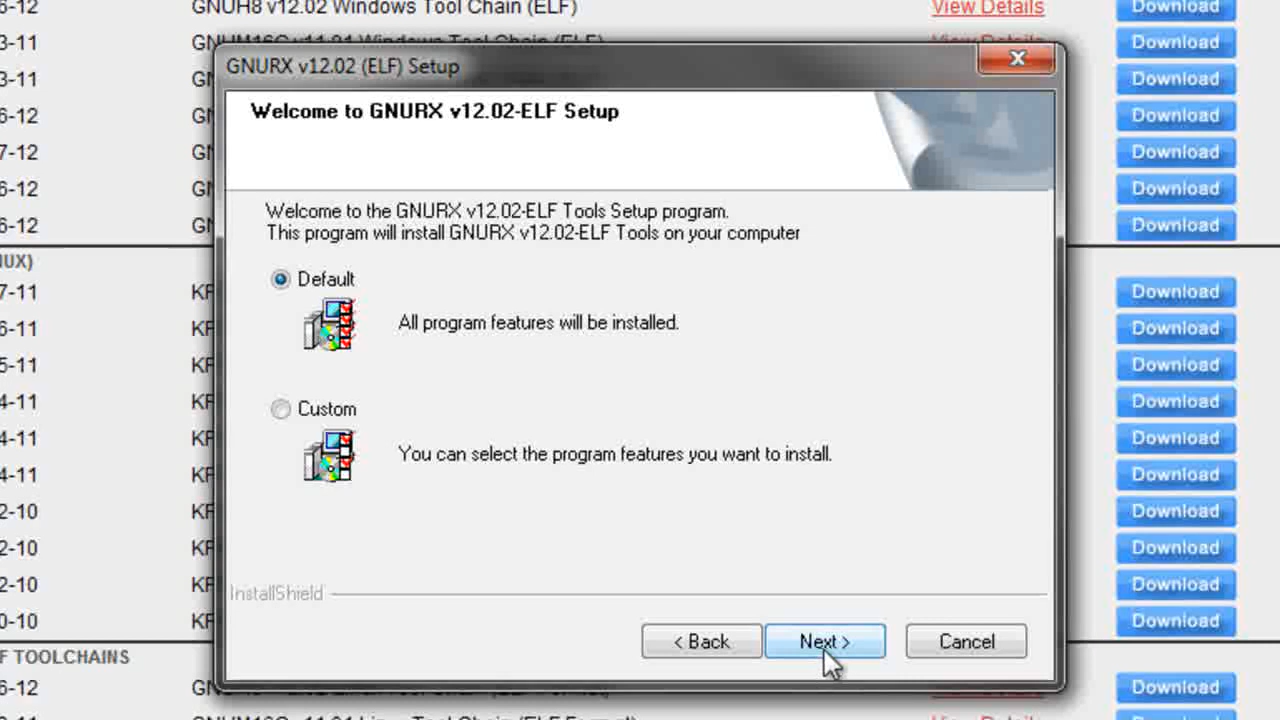 6-12 GNUH8 v12.02 Windows Tool Chain (ELF) View Details Download
3-11 Download
GNURX v12.02 (ELF) Setup
3-11 Download
Welcome to GNURX v12.02-ELF Setup
6-12 Download
7-12 Download
6-12 Download
Welcome to the GNURX v12.02-ELF Tools Setup program.
6-12 Download
This program will install GNURX v12.02-ELF Tools on your computer
NUX)
Default
7-11 Download
All program features will be installed.
6-11 Download
5-11 Download
4-11 Download
Custom
4-11 Download
You can select the program features you want to install.
4-11 Download
2-10 Download
2-10 Download
2-10 Download
InstallShield
0-10 Download
< Back Next > Cancel
F TOOLCHAINS
6-12 Download